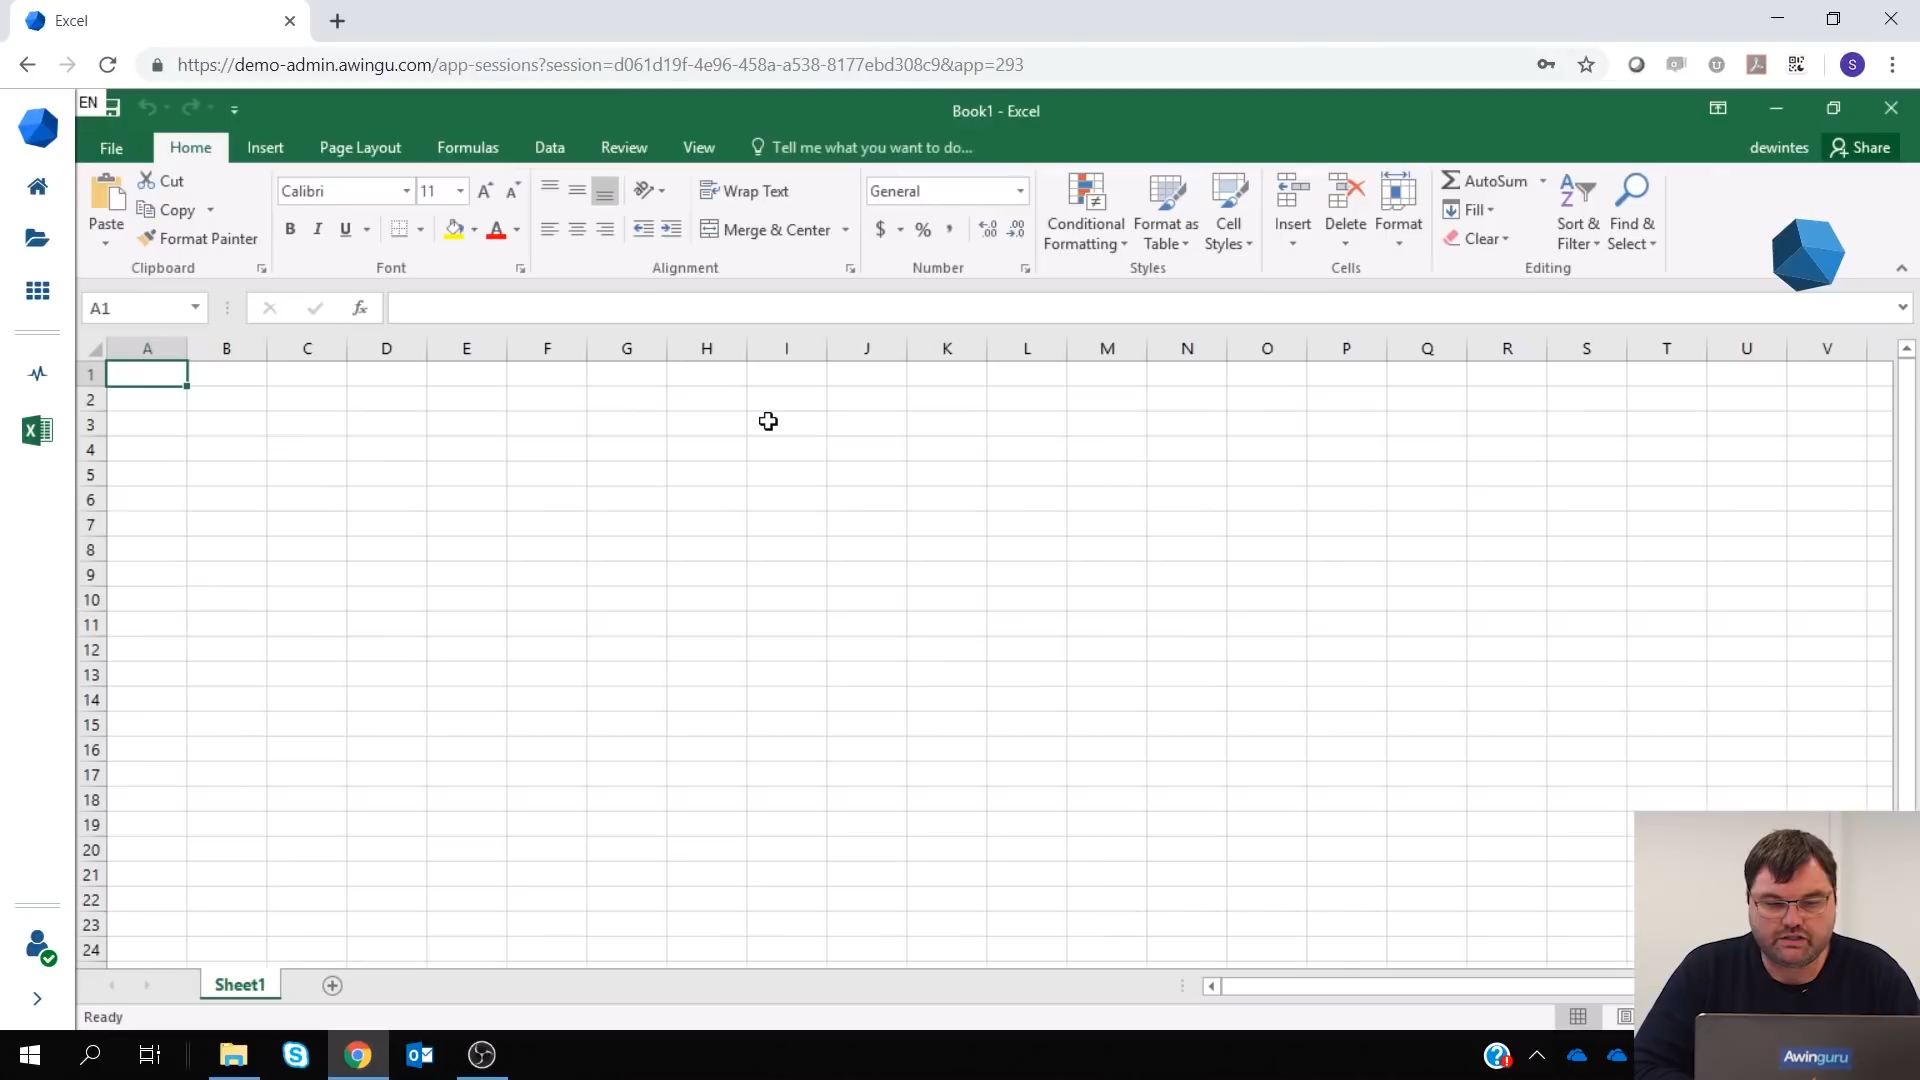 Excel
https://demo-admin.awingu.com/app-sessions?session=d061d19f-4e96-458a-a538-8177ebd308c9&app=293
S
EN
Book1 - Excel
File Home Insert Page Layout Formulas Data Review View Tell me what you want to do... dewintes Share
Paste Cut Copy Format Painter
Calibri 11
B I U
Wrap Text
Merge & Center
General
$ % ,
Conditional Formatting Format as Table Cell Styles
Insert Delete Format
AutoSum
Fill
Clear
Sort & Filter Find & Select
Clipboard Font Alignment Number Styles Cells Editing
A1 fx
A B C D E F G H I J K L M N O P Q R S T U V
1
2
3
4
5
6
7
8
9
10
11
12
13
14
15
16
17
18
19
20
21
22
23
24
Sheet1
Ready
Awinguru